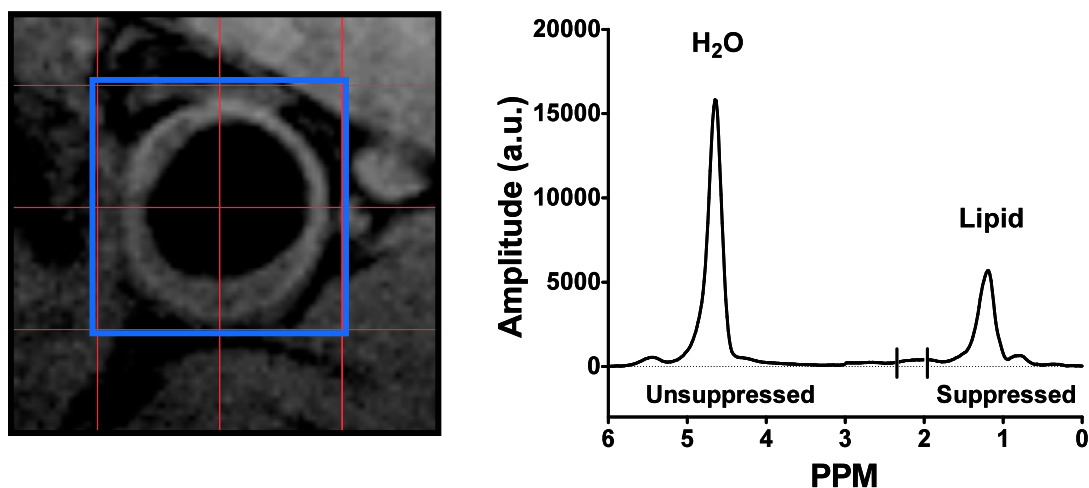 20000
15000
10000
5000
0
Amplitude (a.u.)
H₂O
Lipid
Unsuppressed
Suppressed
6 5 4 3 2 1 0
PPM